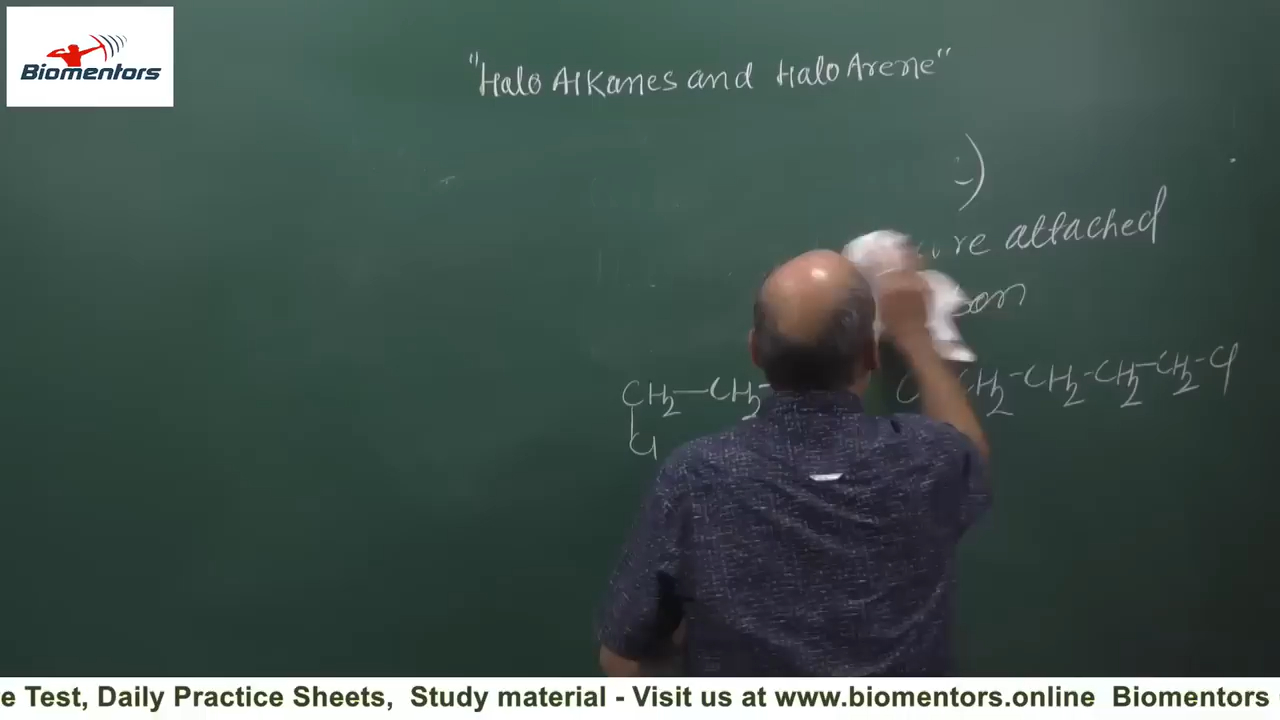 Biomentors
"Halo Alkanes and Halo Arene"
:-)
attached
CH2—CH2
Cl
CH2-CH2-CH2-CH2-Cl
e Test, Daily Practice Sheets, Study material - Visit us at www.biomentors.online Biomentors